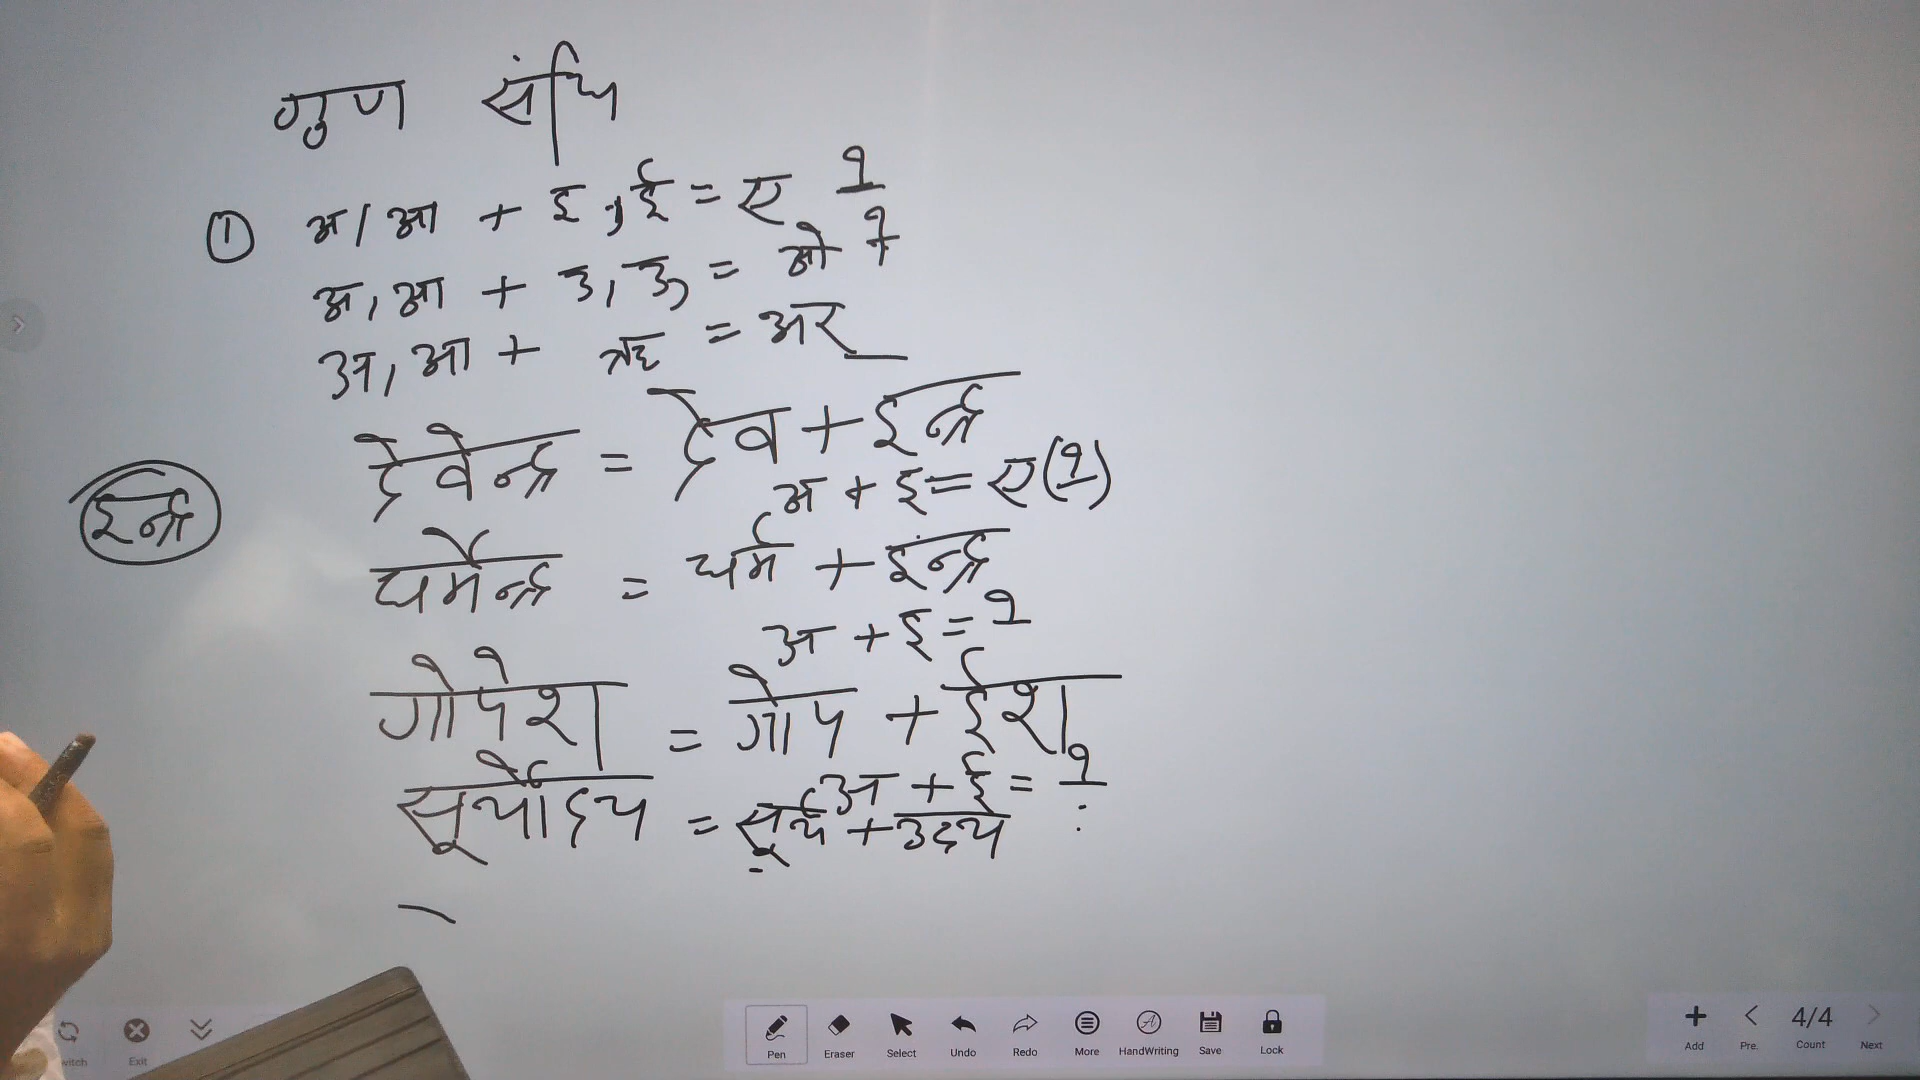 गुण संधि
① अ/आ + इ,ई = ए े
अ,आ + उ,ऊ = ओ ो
अ,आ + ऋ = अर्
देवेन्द्र = देव + इन्द्र
अ + इ = ए (े)
इन्द्र
धर्मेन्द्र = धर्म + इंन्द्र
अ + इ = े
गोपेश = गोप + ईश
अ + ई = े
सूर्योदय = सूर्य + उदय
Switch Exit
Pen Eraser Select Undo Redo More HandWriting Save Lock
Add Pre. 4/4 Count Next